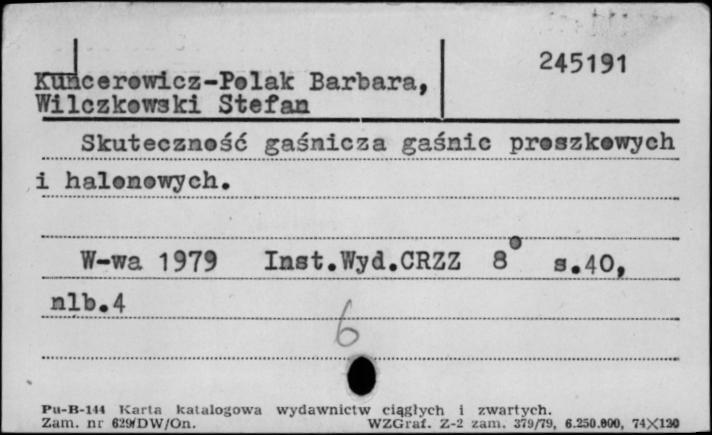 245191
Kuncerowicz-Polak Barbara,
Wilczkowski Stefan
Skuteczność gaśnicza gaśnic proszkowych
i halonowych.
W-wa 1979 Inst.Wyd.CRZZ 8° s.40,
nlb.4
6
Pu-B-144 Karta katalogowa wydawnictw ciągłych i zwartych.
Zam. nr 629/DW/On. WZGraf. Z-2 zam. 379/79, 6.250.000, 74X120